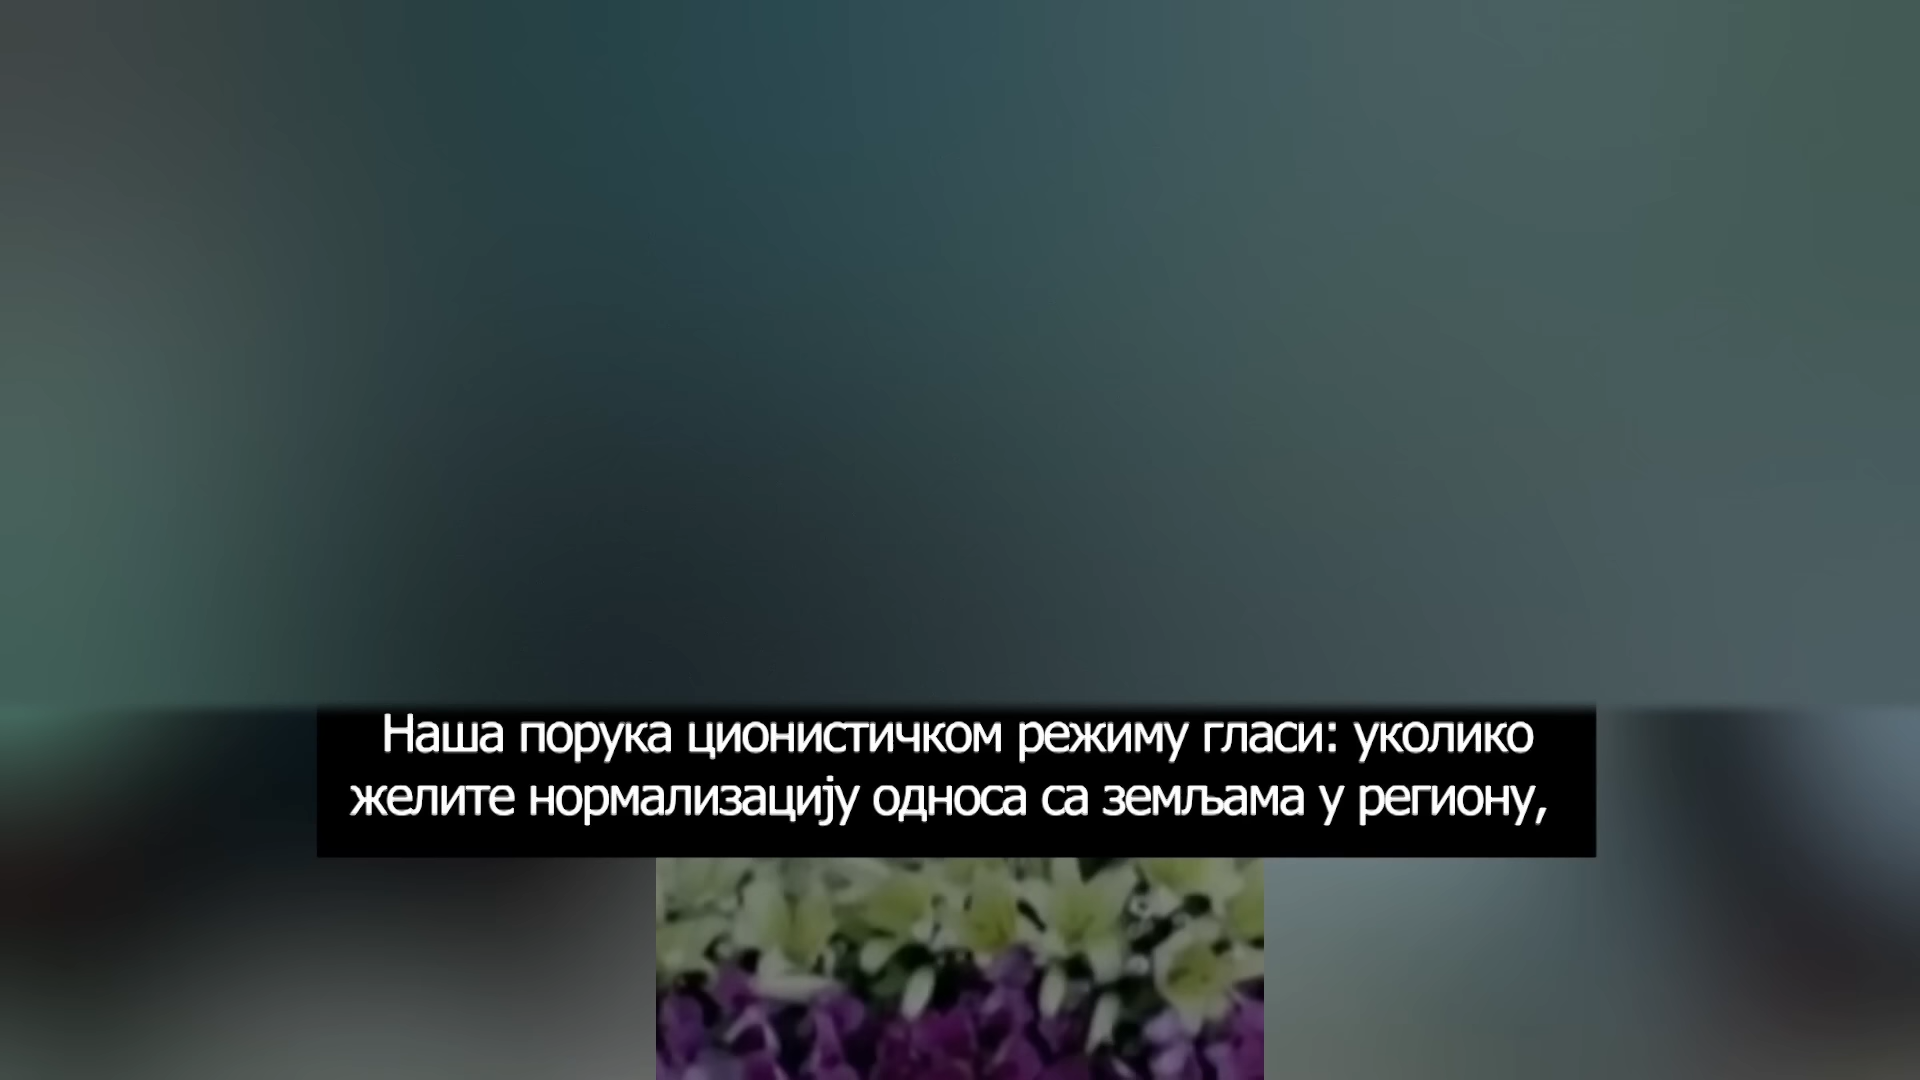 Наша порука ционистичком режиму гласи: уколико
желите нормализацију односа са земљама у региону,